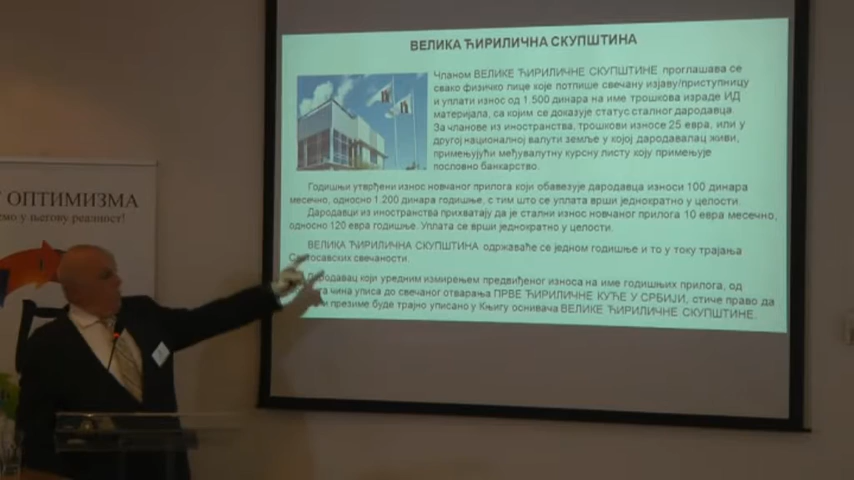 ВЕЛИКА ЋИРИЛИЧНА СКУПШТИНА
Чланом ВЕЛИКЕ ЋИРИЛИЧНЕ СКУПШТИНЕ проглашава се
свако физичко лице које потпише свечану изјаву/приступницу
и уплати износ од 1.500 динара на име трошкова израде ИД
материјала, са којим се доказује статус сталног дародавца.
За чланове из иностранства, трошкови износе 25 евра, или у
другој националној валути земље у којој дародавалац живи,
примењујући међувалутну курсну листу коју примењује
пословно банкарство.
Годишњи утврђени износ новчаног прилога који обавезује дародавца износи 100 динара
месечно, односно 1.200 динара годишње, с тим што се уплата врши једнократно у целости.
Дародавци из иностранства прихватају да је стални износ новчаног прилога 10 евра месечно,
односно 120 евра годишње. Уплата се врши једнократно у целости.
ВЕЛИКА ЋИРИЛИЧНА СКУПШТИНА одржаваће се једном годишње и то у току трајања
свечаности.
Дародавац који уредним измирењем предвиђеног износа на име годишњих прилога, од
чина уписа до свечаног отварања ПРВЕ ЋИРИЛИЧНЕ КУЋЕ У СРБИЈИ, стиче право да
и презиме буде трајно уписано у Књигу оснивача ВЕЛИКЕ ЋИРИЛИЧНЕ СКУПШТИНЕ.
ОПТИМИЗМА
у његову реалност!